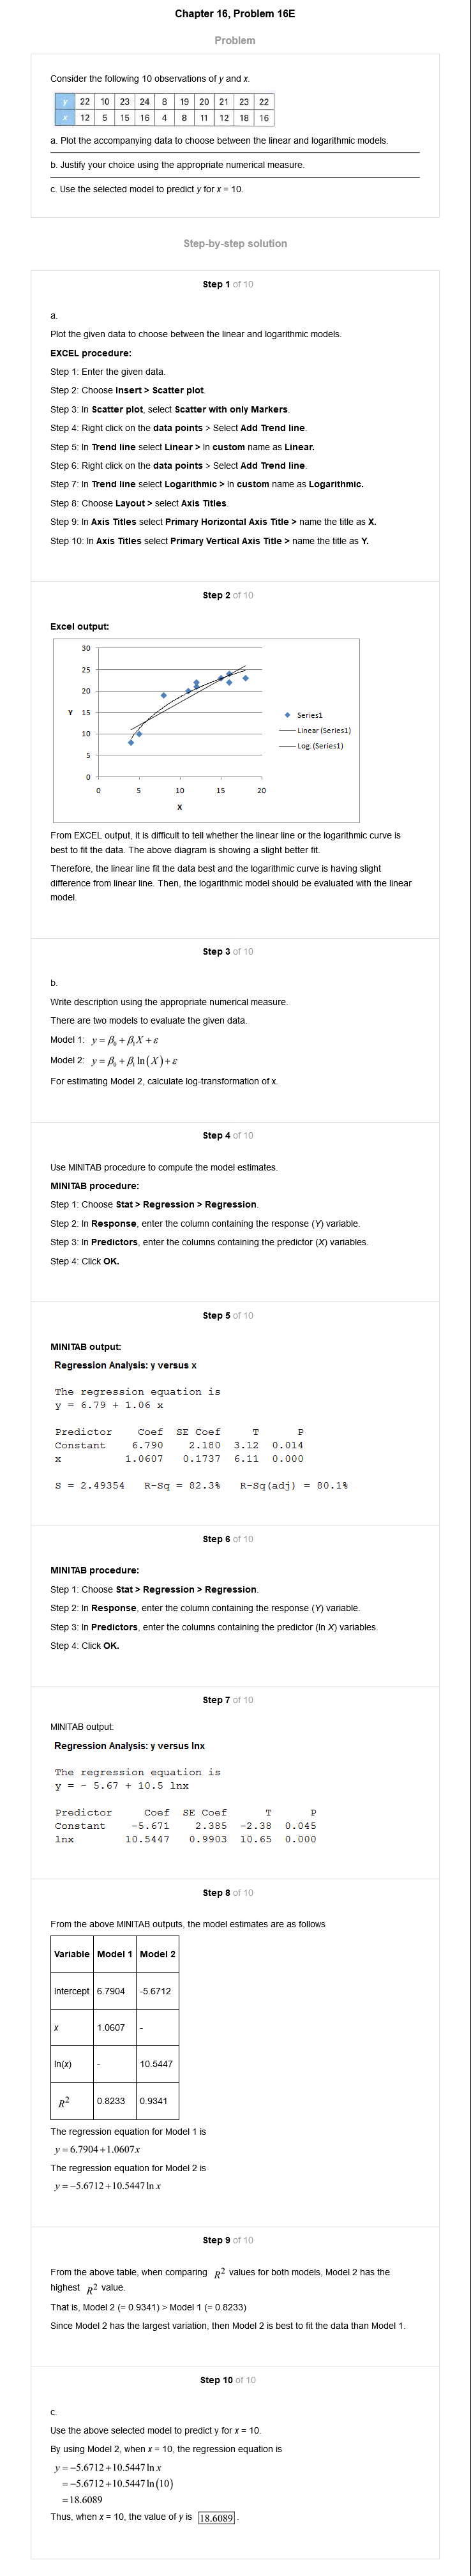 Chapter 16, Problem 16E
Problem
Consider the following 10 observations of y and x.
y 22 10 23 24 8 19 20 21 23 22
x 12 5 15 16 4 8 11 12 18 16
a. Plot the accompanying data to choose between the linear and logarithmic models.
b. Justify your choice using the appropriate numerical measure.
c. Use the selected model to predict y for x = 10.
Step-by-step solution
Step 1 of 10
a.
Plot the given data to choose between the linear and logarithmic models.
EXCEL procedure:
Step 1: Enter the given data.
Step 2: Choose Insert > Scatter plot.
Step 3: In Scatter plot, select Scatter with only Markers.
Step 4: Right click on the data points > Select Add Trend line.
Step 5: In Trend line select Linear > In custom name as Linear.
Step 6: Right click on the data points > Select Add Trend line.
Step 7: In Trend line select Logarithmic > In custom name as Logarithmic.
Step 8: Choose Layout > select Axis Titles.
Step 9: In Axis Titles select Primary Horizontal Axis Title > name the title as X.
Step 10: In Axis Titles select Primary Vertical Axis Title > name the title as Y.
Step 2 of 10
Excel output:
30
25
20
Y 15
10
5
0
0 5 10 15 20
X
Series1
Linear (Series1)
Log. (Series1)
From EXCEL output, it is difficult to tell whether the linear line or the logarithmic curve is
best to fit the data. The above diagram is showing a slight better fit.
Therefore, the linear line fit the data best and the logarithmic curve is having slight
difference from linear line. Then, the logarithmic model should be evaluated with the linear
model.
Step 3 of 10
b.
Write description using the appropriate numerical measure.
There are two models to evaluate the given data.
Model 1: y = β₀ + β₁X + ε
Model 2: y = β₀ + β₁ ln(X) + ε
For estimating Model 2, calculate log-transformation of x.
Step 4 of 10
Use MINITAB procedure to compute the model estimates.
MINITAB procedure:
Step 1: Choose Stat > Regression > Regression.
Step 2: In Response, enter the column containing the response (Y) variable.
Step 3: In Predictors, enter the columns containing the predictor (X) variables.
Step 4: Click OK.
Step 5 of 10
MINITAB output:
Regression Analysis: y versus x
The regression equation is
y = 6.79 + 1.06 x
Predictor Coef SE Coef T P
Constant 6.790 2.180 3.12 0.014
x 1.0607 0.1737 6.11 0.000
S = 2.49354 R-Sq = 82.3% R-Sq(adj) = 80.1%
Step 6 of 10
MINITAB procedure:
Step 1: Choose Stat > Regression > Regression.
Step 2: In Response, enter the column containing the response (Y) variable.
Step 3: In Predictors, enter the columns containing the predictor (ln X) variables.
Step 4: Click OK.
Step 7 of 10
MINITAB output:
Regression Analysis: y versus lnx
The regression equation is
y = - 5.67 + 10.5 lnx
Predictor Coef SE Coef T P
Constant -5.671 2.385 -2.38 0.045
lnx 10.5447 0.9903 10.65 0.000
Step 8 of 10
From the above MINITAB outputs, the model estimates are as follows
Variable Model 1 Model 2
Intercept 6.7904 -5.6712
x 1.0607 -
ln(x) - 10.5447
R² 0.8233 0.9341
The regression equation for Model 1 is
y = 6.7904 + 1.0607x
The regression equation for Model 2 is
y = −5.6712 + 10.5447 ln x
Step 9 of 10
From the above table, when comparing R² values for both models, Model 2 has the
highest R² value.
That is, Model 2 (= 0.9341) > Model 1 (= 0.8233)
Since Model 2 has the largest variation, then Model 2 is best to fit the data than Model 1.
Step 10 of 10
c.
Use the above selected model to predict y for x = 10.
By using Model 2, when x = 10, the regression equation is
y = −5.6712 + 10.5447 ln x
= −5.6712 + 10.5447 ln(10)
= 18.6089
Thus, when x = 10, the value of y is 18.6089.